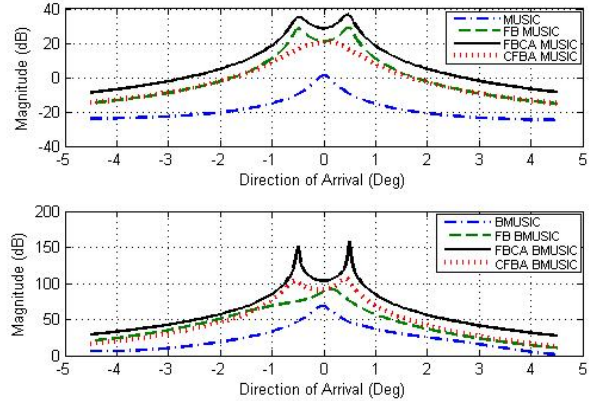 40
20
0
-20
-40
Magnitude (dB)
MUSIC
FB MUSIC
FBCA MUSIC
CFBA MUSIC
-5 -4 -3 -2 -1 0 1 2 3 4 5
Direction of Arrival (Deg)
200
150
100
50
0
Magnitude (dB)
BMUSIC
FB BMUSIC
FBCA BMUSIC
CFBA BMUSIC
-5 -4 -3 -2 -1 0 1 2 3 4 5
Direction of Arrival (Deg)